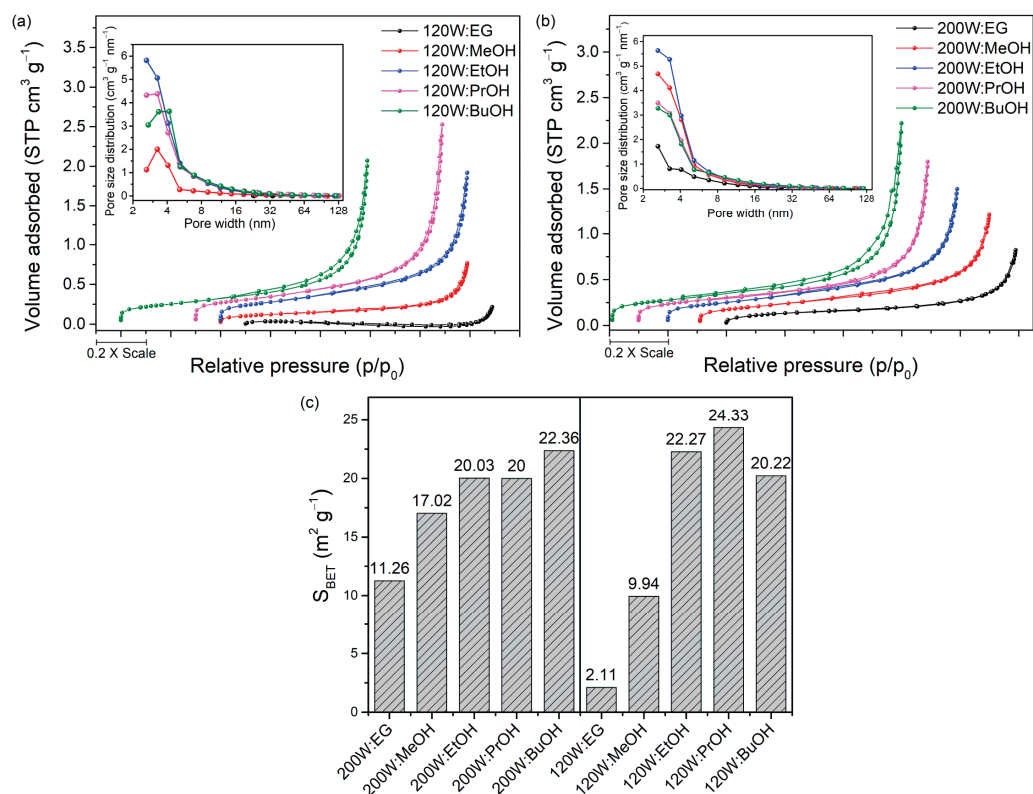 (a)
Volume adsorbed (STP cm³ g⁻¹)
3.5
3.0
2.5
2.0
1.5
1.0
0.5
0.0
Pore size distribution (cm³ g⁻¹ nm⁻¹)
6
5
4
3
2
1
0
2 4 8 16 32 64 128
Pore width (nm)
120W:EG
120W:MeOH
120W:EtOH
120W:PrOH
120W:BuOH
0.2 X Scale
Relative pressure (p/p₀)
(b)
Volume adsorbed (STP cm³ g⁻¹)
3.0
2.5
2.0
1.5
1.0
0.5
0.0
Pore size distribution (cm³ g⁻¹ nm⁻¹)
6
5
4
3
2
1
0
2 4 8 16 32 64 128
Pore width (nm)
200W:EG
200W:MeOH
200W:EtOH
200W:PrOH
200W:BuOH
0.2 X Scale
Relative pressure (p/p₀)
(c)
S_BET (m² g⁻¹)
25
20
15
10
5
0
11.26
17.02
20.03
20
22.36
2.11
9.94
22.27
24.33
20.22
200W:EG
200W:MeOH
200W:EtOH
200W:PrOH
200W:BuOH
120W:EG
120W:MeOH
120W:EtOH
120W:PrOH
120W:BuOH